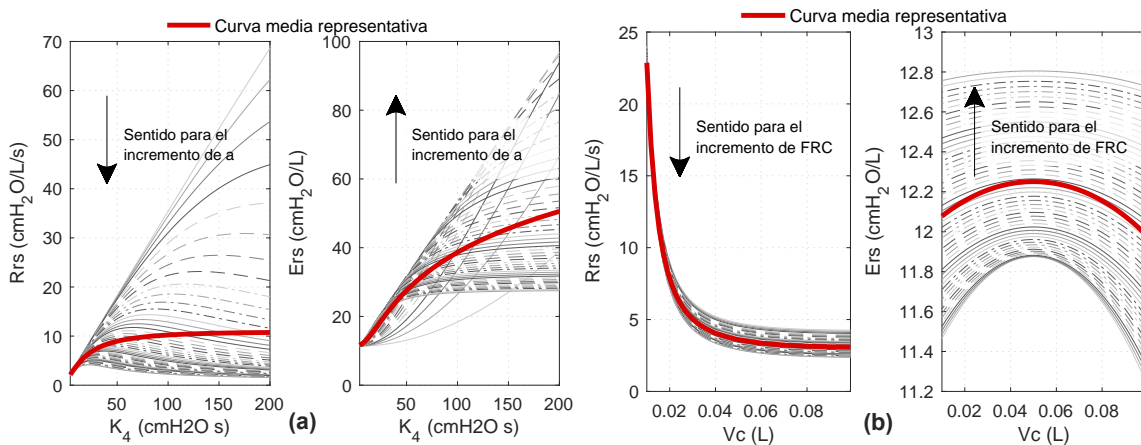 Curva media representativa
Curva media representativa
70
60
50
40
30
20
10
0
Rrs (cmH2O/L/s)
Sentido para el
incremento de a
50 100 150 200
K4 (cmH2O s)
100
80
60
40
20
0
Ers (cmH2O/L)
Sentido para el
incremento de a
50 100 150 200
K4 (cmH2O s)
(a)
25
20
15
10
5
0
Rrs (cmH2O/L/s)
Sentido para el
incremento de FRC
0.02 0.04 0.06 0.08
Vc (L)
13
12.8
12.6
12.4
12.2
12
11.8
11.6
11.4
11.2
Ers (cmH2O/L)
Sentido para el
incremento de FRC
0.02 0.04 0.06 0.08
Vc (L)
(b)